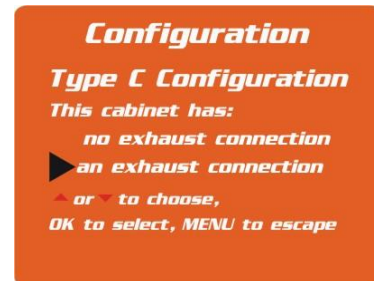 Configuration
Type C Configuration
This cabinet has:
no exhaust connection
an exhaust connection
or to choose,
OK to select, MENU to escape